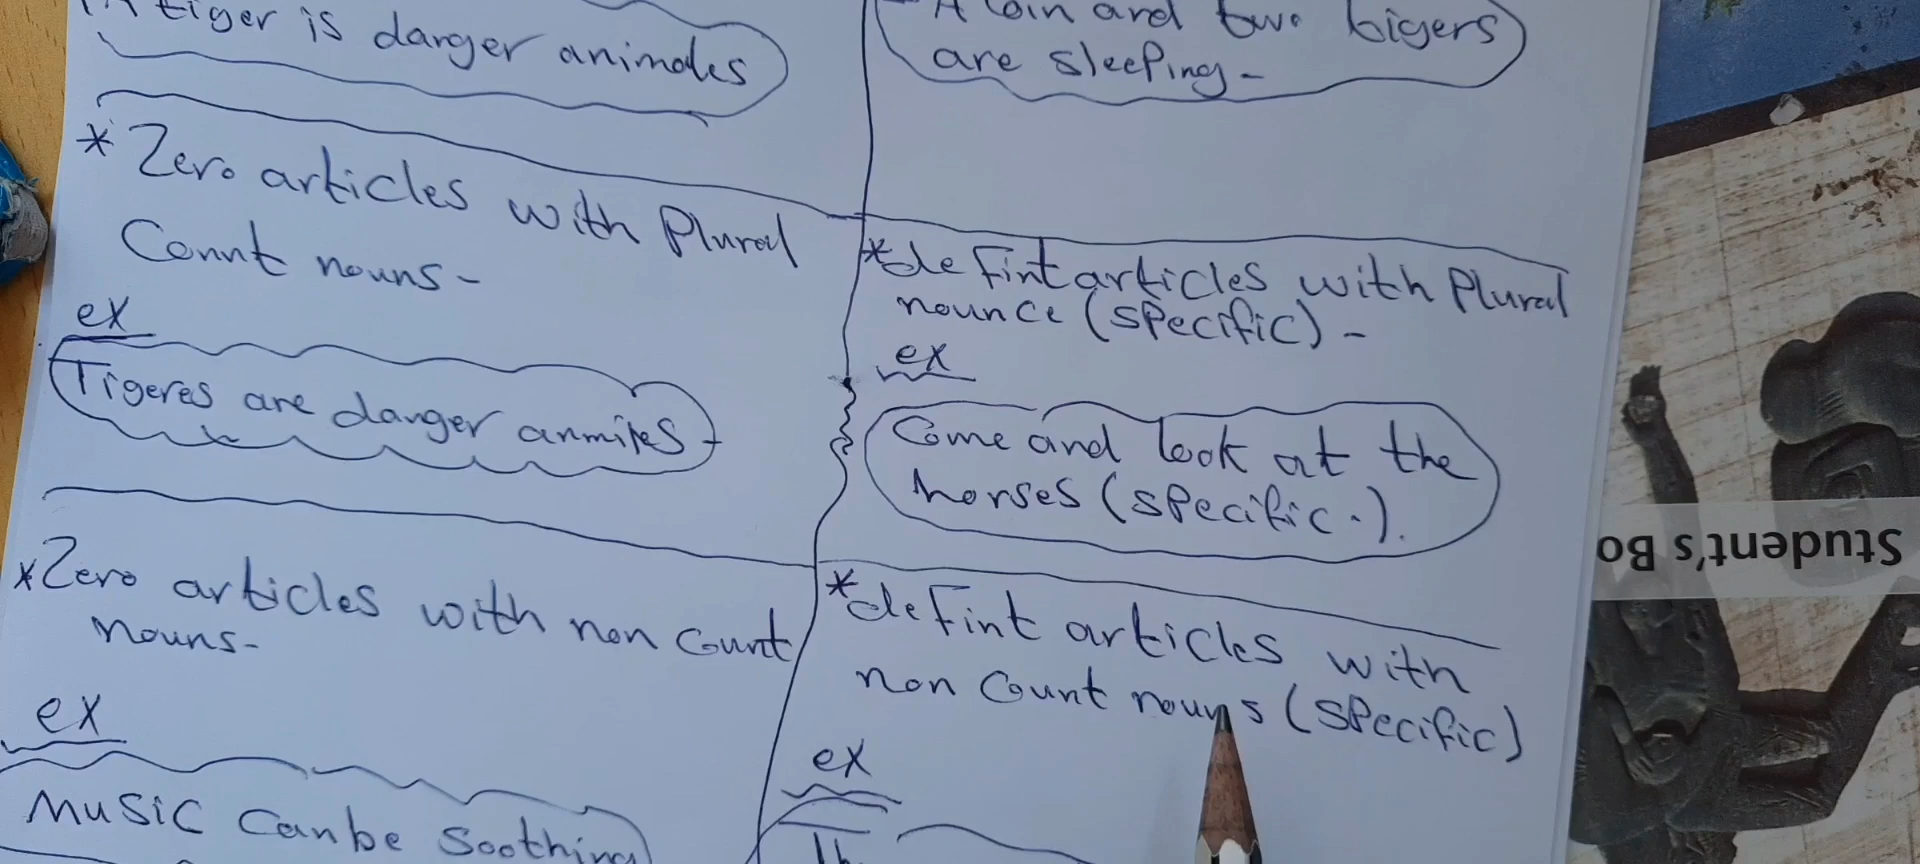 A tiger is danger animales
* Zero articles with Plural
Connt nouns-
ex
Tigeres are danger
* Zero articles with non Count
nouns-
ex
MUSIC Canbe Soothing
A loin and two tigers
are sleeping-
* defint articles with Plural
nounce (specific) -
ex
Come and look at the
horses (specific.).
* defint articles with
non Count nouns (specific)
ex
Student's Bo